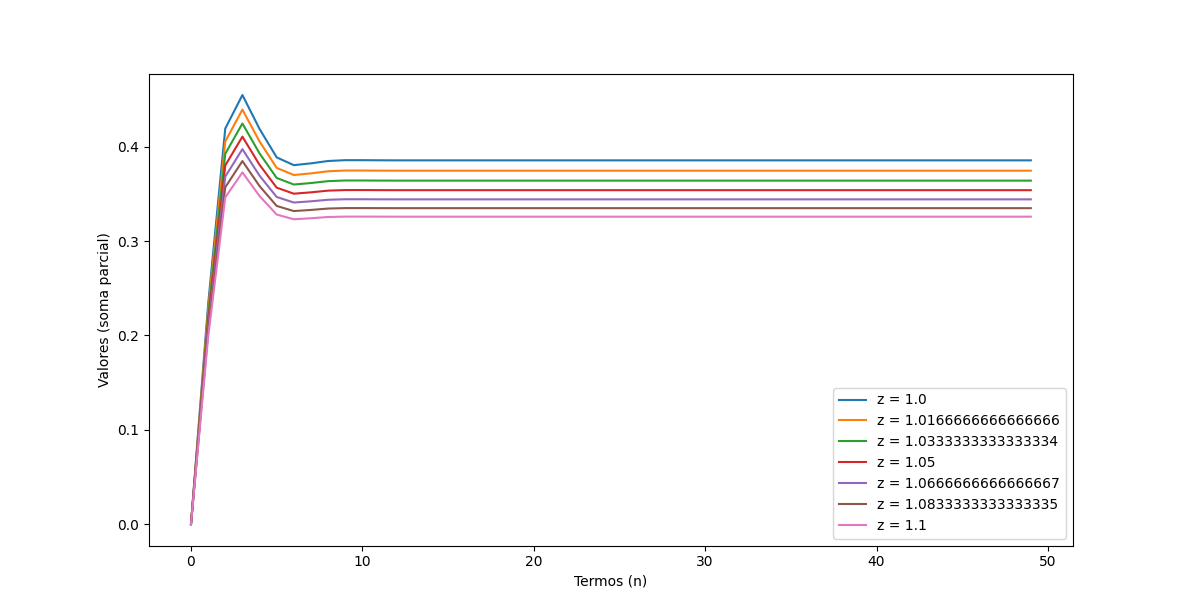 Valores (soma parcial)
0.4
0.3
0.2
0.1
0.0
0
10
20
30
40
50
Termos (n)
z = 1.0
z = 1.0166666666666666
z = 1.0333333333333334
z = 1.05
z = 1.0666666666666667
z = 1.0833333333333335
z = 1.1